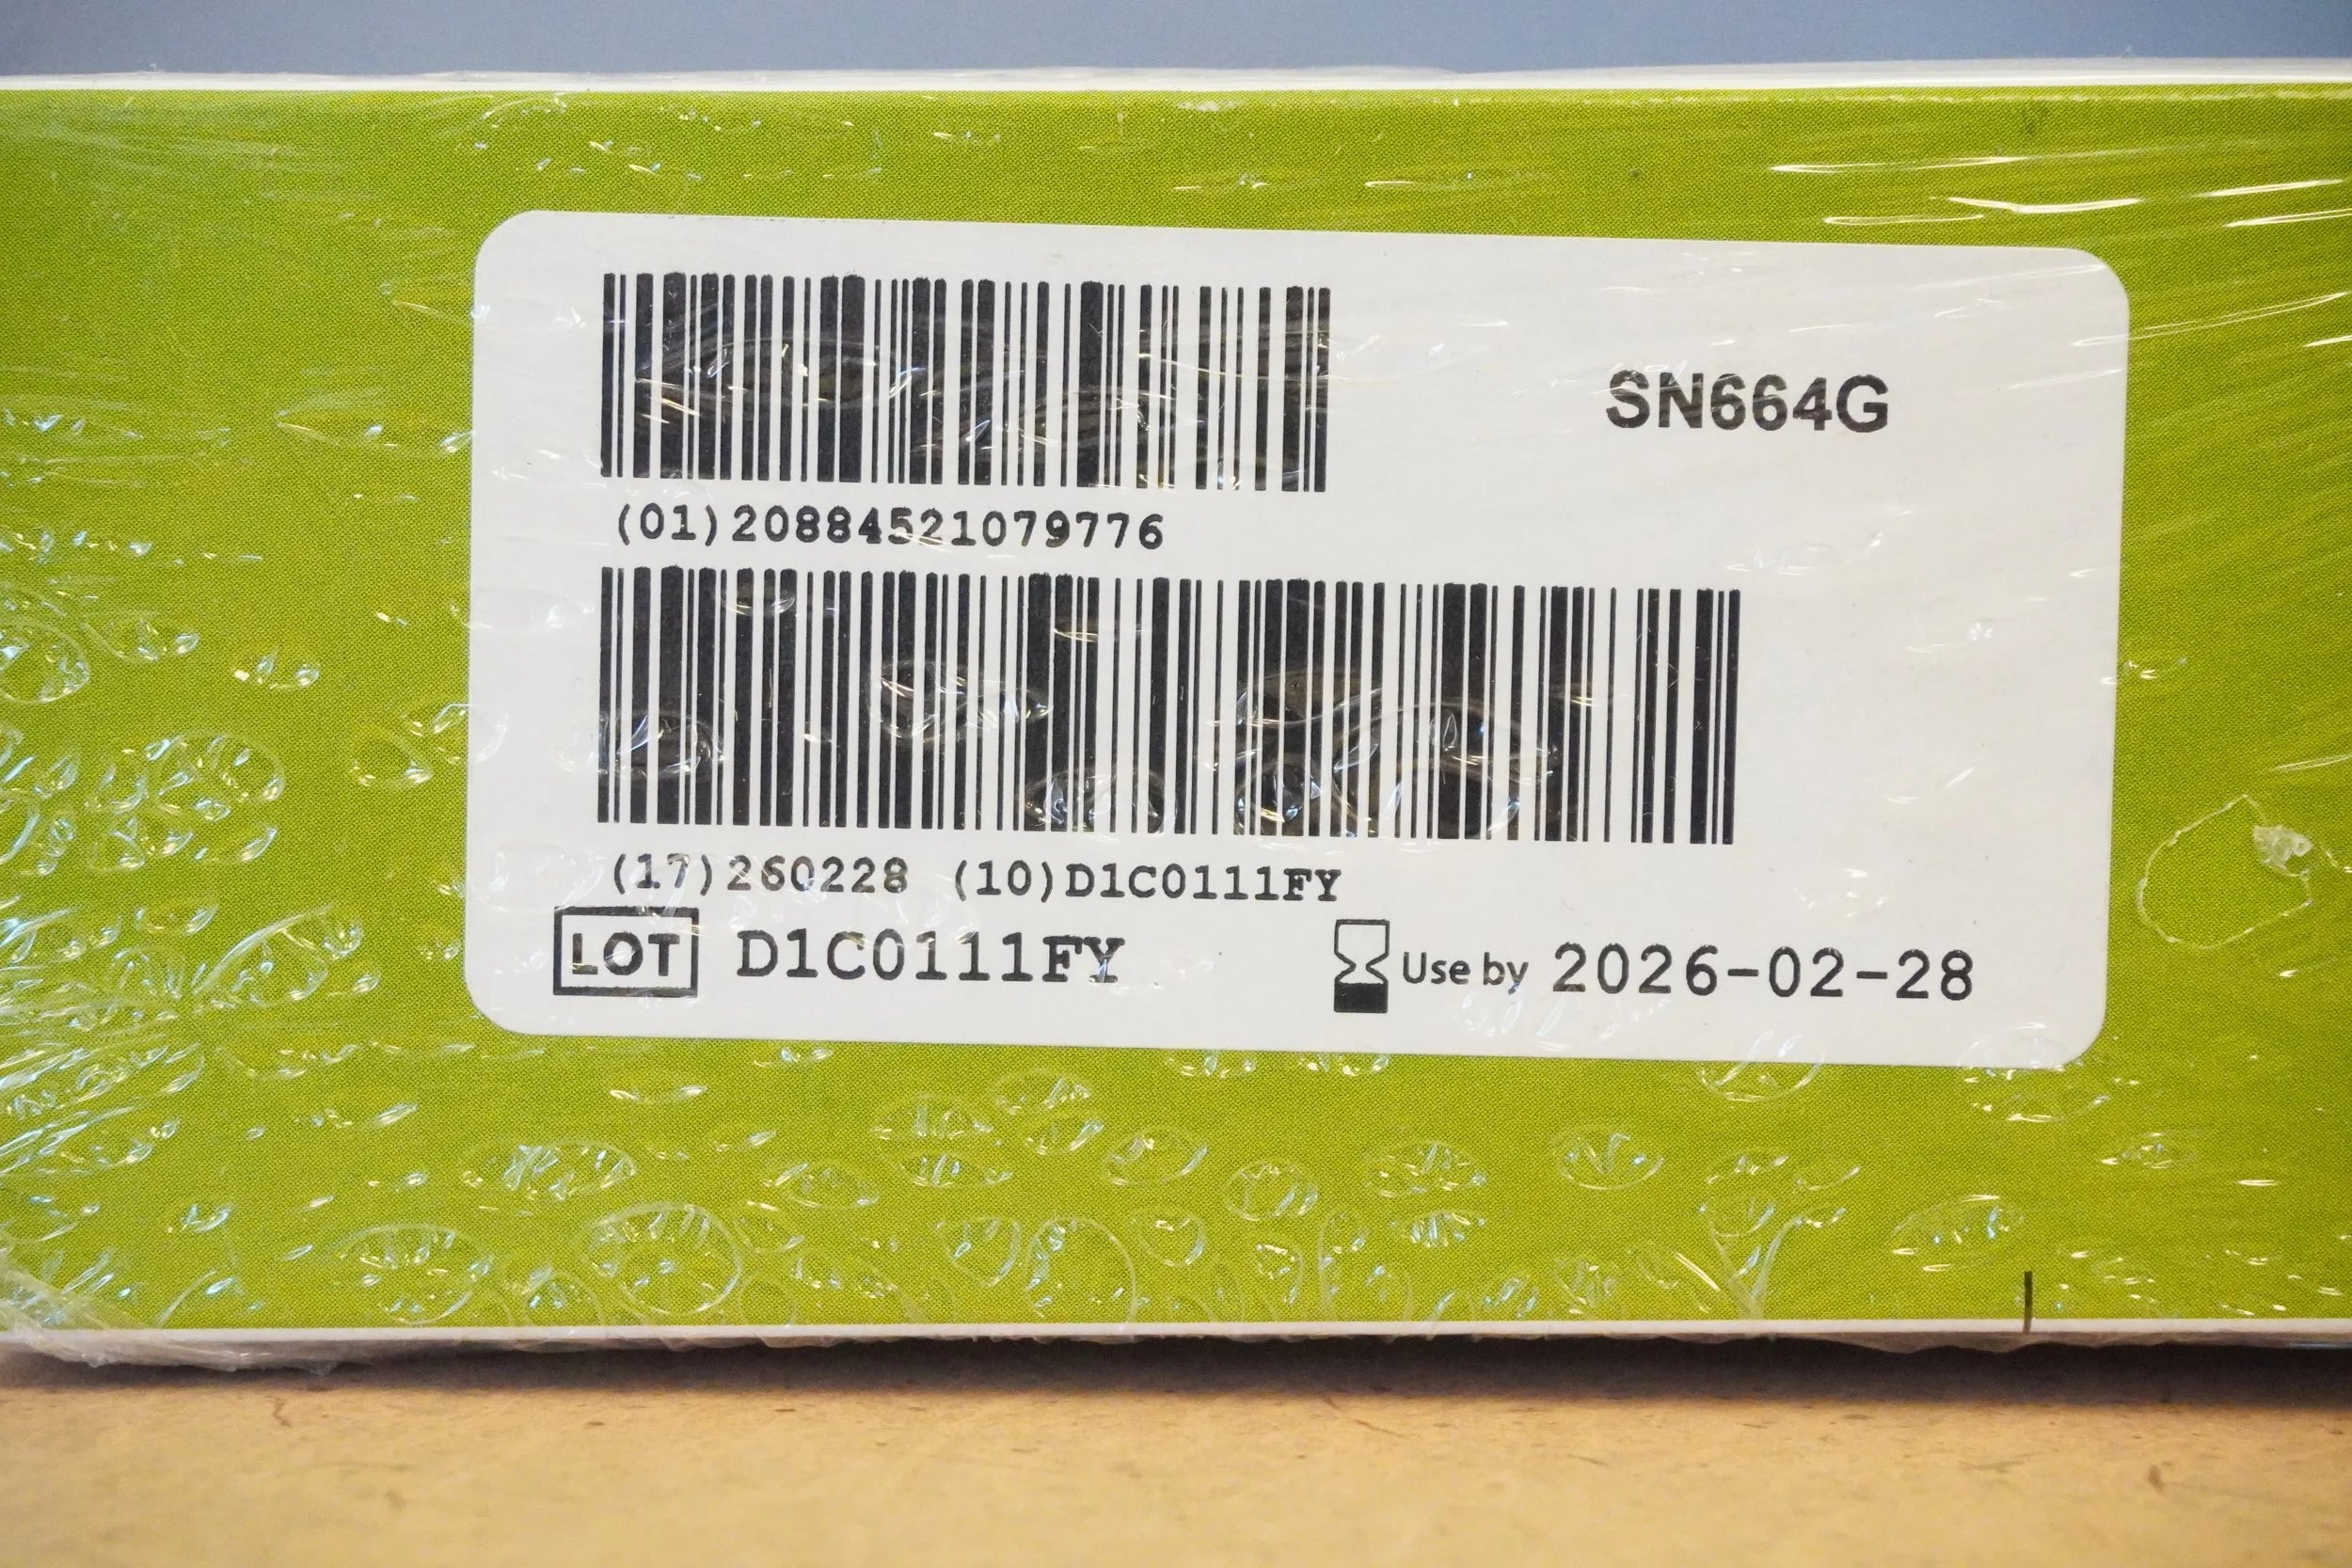 SN664G
(01)20884521079776
(17)260228 (10)D1C0111FY
LOT D1C0111FY Use by 2026-02-28